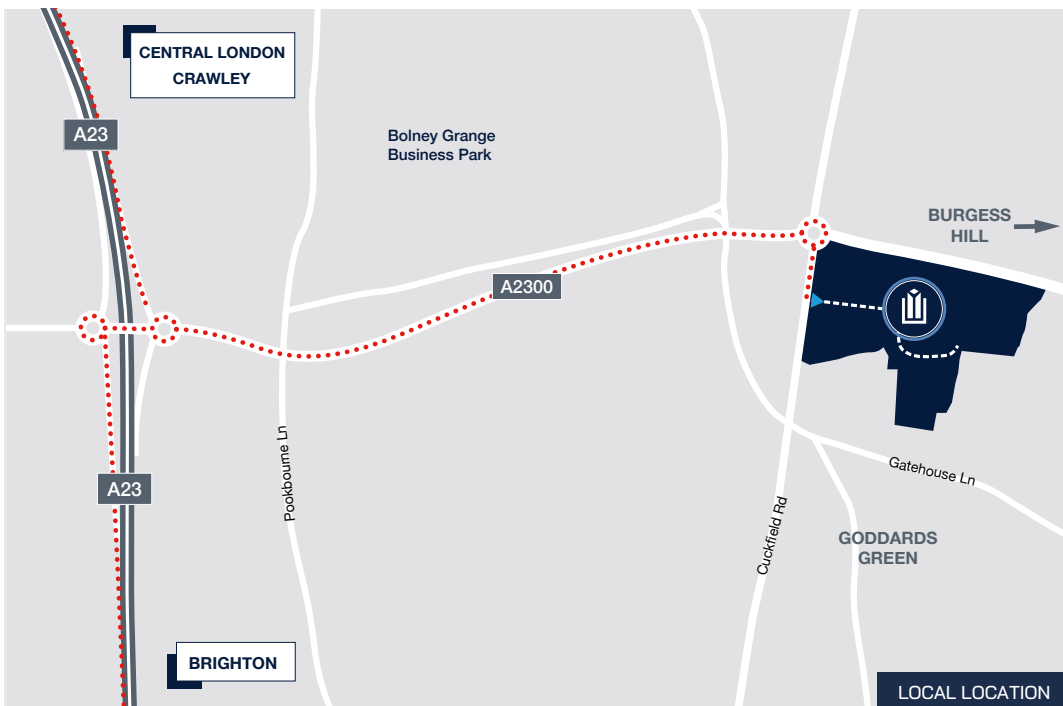 CENTRAL LONDON
CRAWLEY
A23
Bolney Grange
Business Park
BURGESS
HILL
A2300
Pookbourne Ln
Gatehouse Ln
A23
Cuckfield Rd
GODDARDS
GREEN
BRIGHTON
LOCAL LOCATION